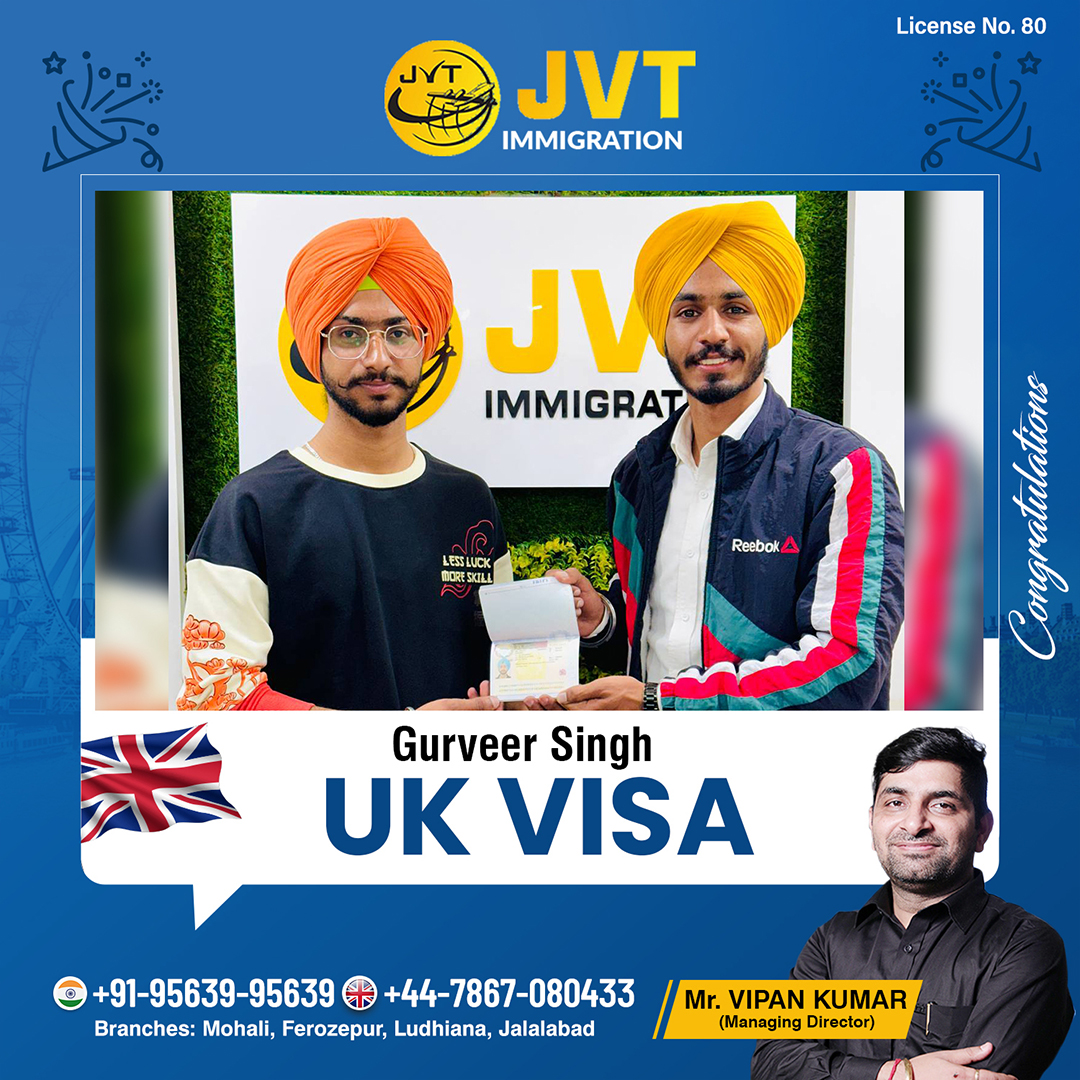 License No. 80
JVT
JVT
IMMIGRATION
JV
IMMIGRAT
Reebok
LESS LUCK
MORE SKILL
Congratulations
Gurveer Singh
UK VISA
+91-95639-95639 +44-7867-080433
Branches: Mohali, Ferozepur, Ludhiana, Jalalabad
Mr. VIPAN KUMAR
(Managing Director)